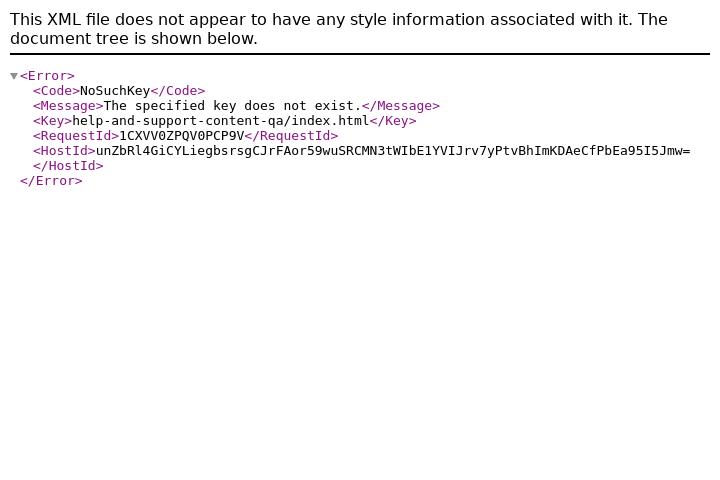 This XML file does not appear to have any style information associated with it. The
document tree is shown below.
<Error>
<Code>NoSuchKey</Code>
<Message>The specified key does not exist.</Message>
<Key>help-and-support-content-qa/index.html</Key>
<RequestId>1CXVV0ZPQV0PCP9V</RequestId>
<HostId>unZbRl4GiCYLiegbsrsgCJrFAor59wuSRCMN3tWIbE1YVIJrv7yPtvBhImKDAeCfPbEa95I5Jmw=
</HostId>
</Error>